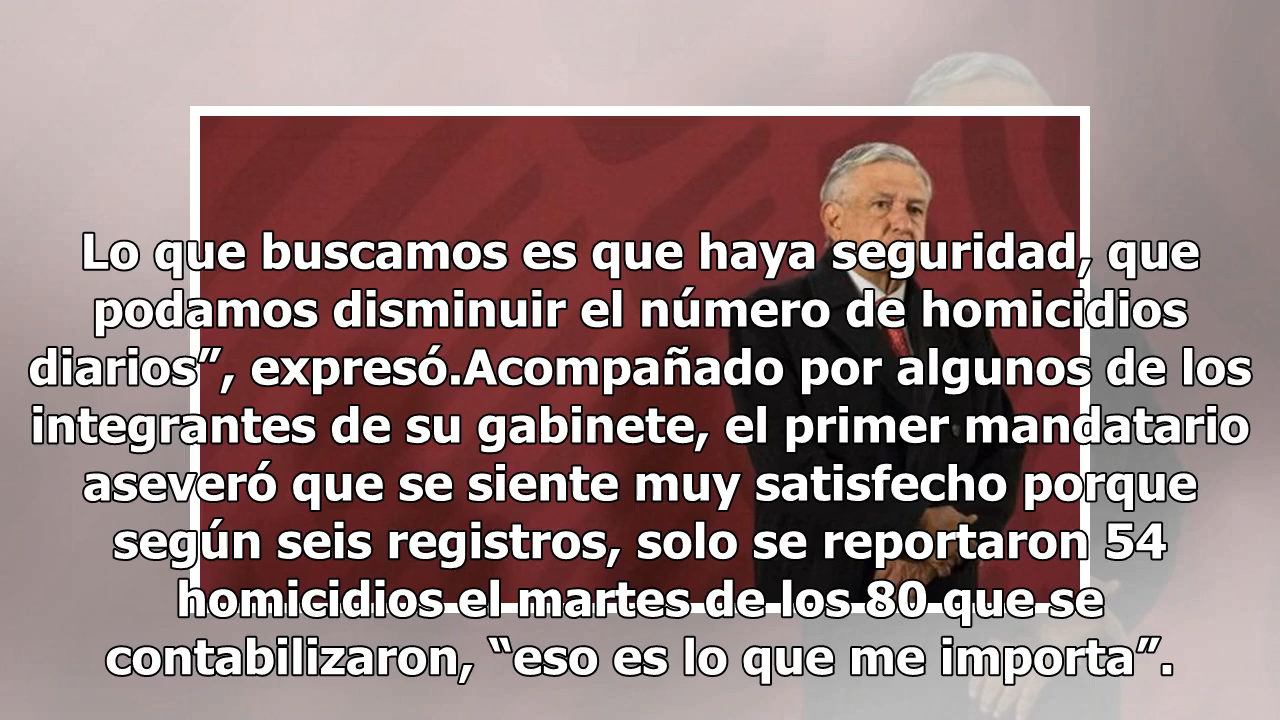 Lo que buscamos es que haya seguridad, que
podamos disminuir el número de homicidios
diarios”, expresó.Acompañado por algunos de los
integrantes de su gabinete, el primer mandatario
aseveró que se siente muy satisfecho porque
según seis registros, solo se reportaron 54
homicidios el martes de los 80 que se
contabilizaron, “eso es lo que me importa”.